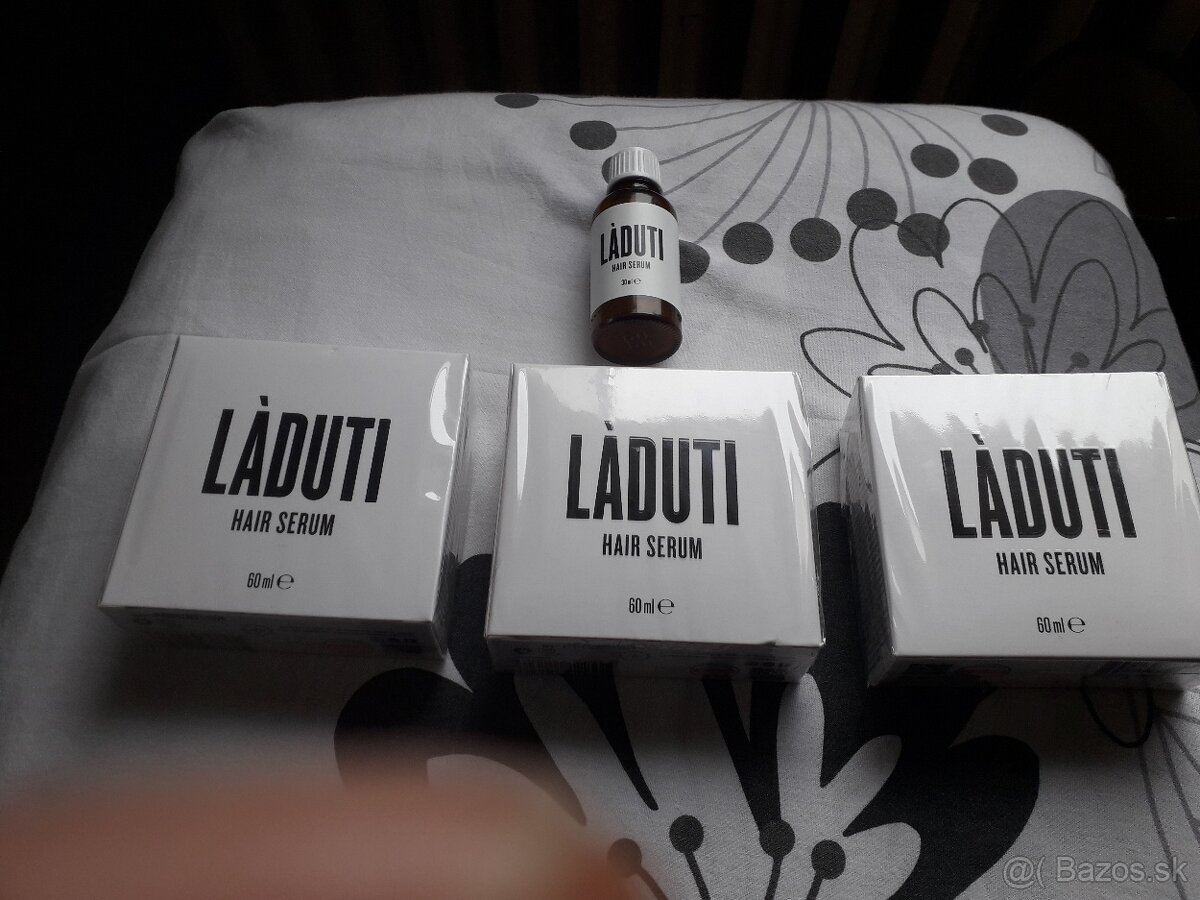 LÀDUTI
HAIR SERUM
30 ml ℮
LÀDUTI
HAIR SERUM
60 ml ℮
LÀDUTI
HAIR SERUM
60 ml ℮
LÀDUTI
HAIR SERUM
60 ml ℮
@( Bazos.sk